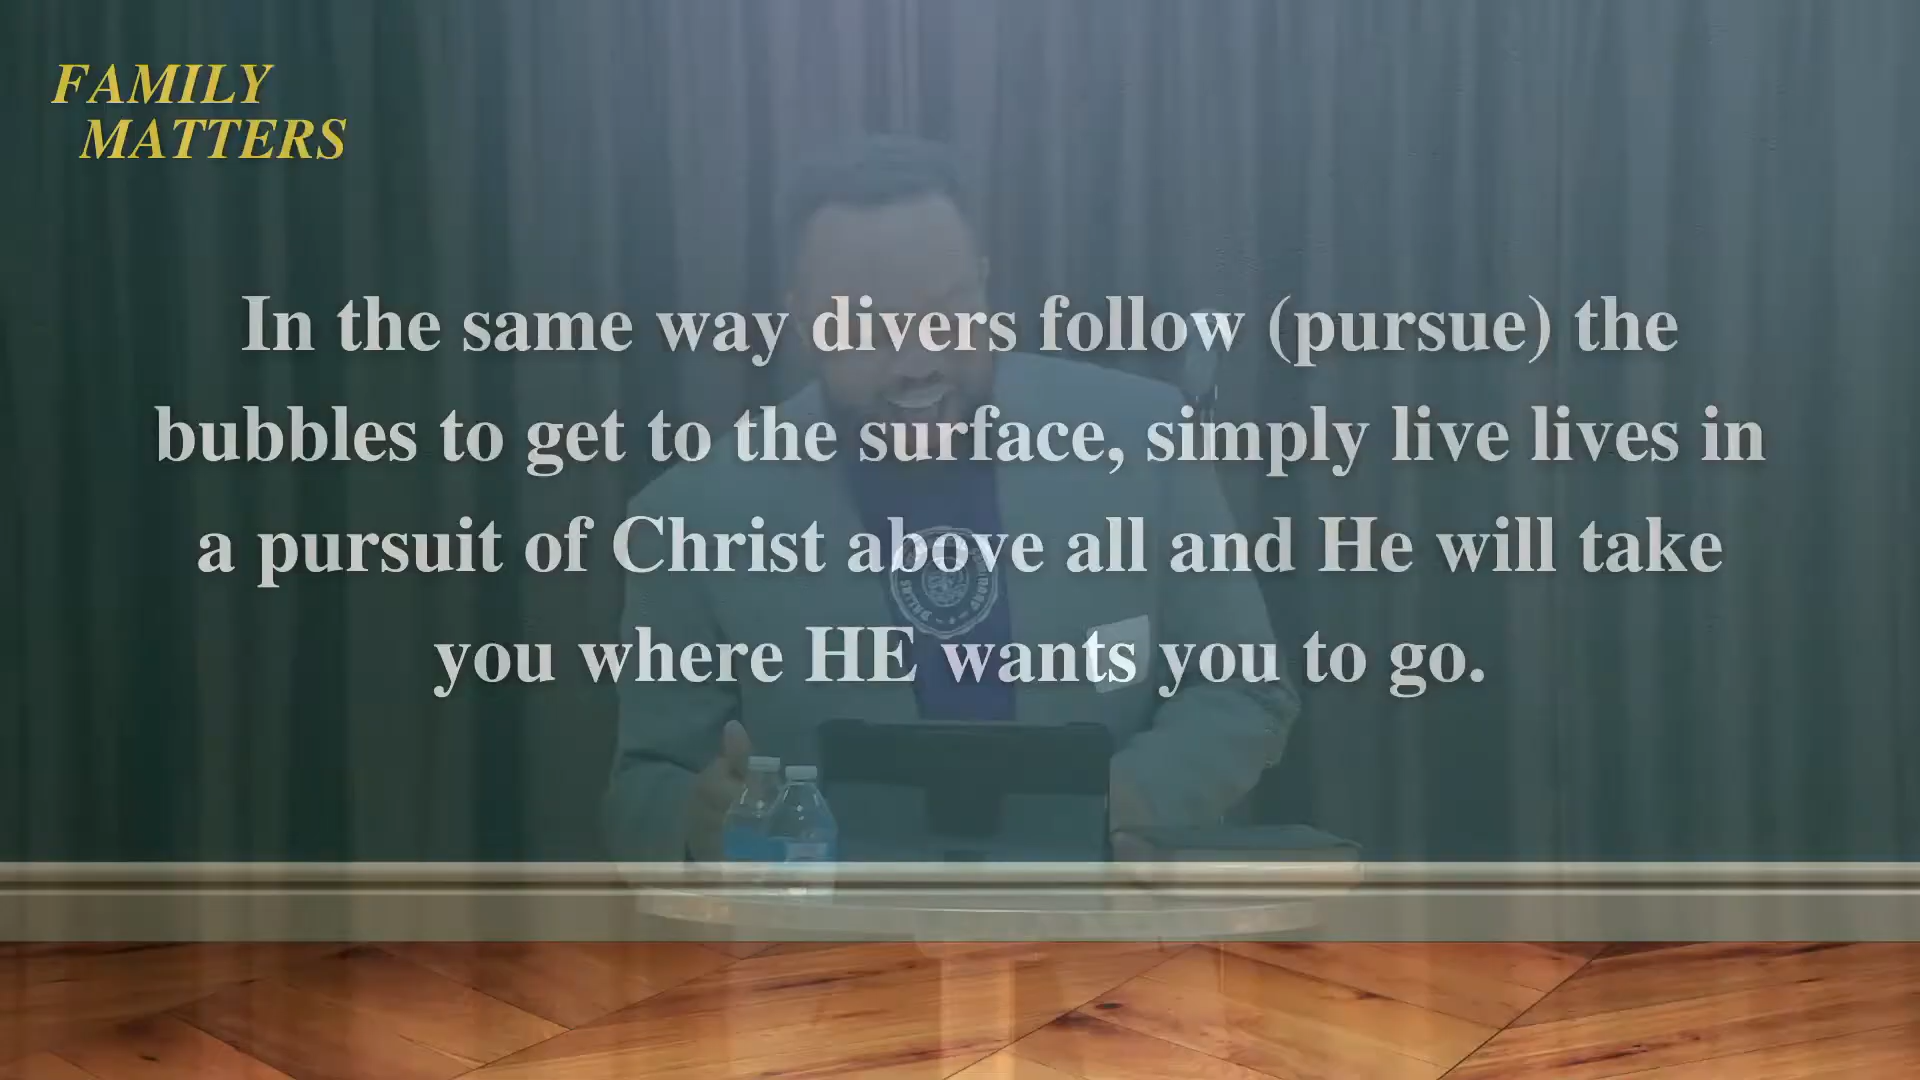 FAMILY
MATTERS
In the same way divers follow (pursue) the
bubbles to get to the surface, simply live lives in
a pursuit of Christ above all and He will take
you where HE wants you to go.